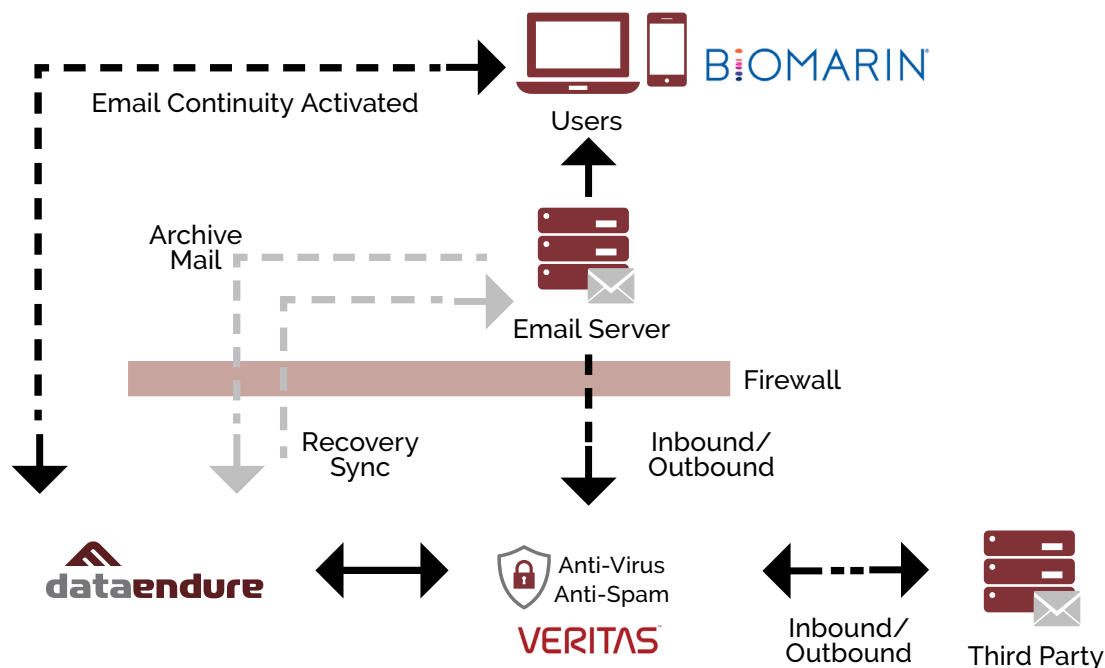 BiOMARIN®
Email Continuity Activated
Users
Archive
Mail
Email Server
Firewall
Recovery
Sync
Inbound/
Outbound
dataendure
Anti-Virus
Anti-Spam
VERITAS™
Inbound/
Outbound
Third Party